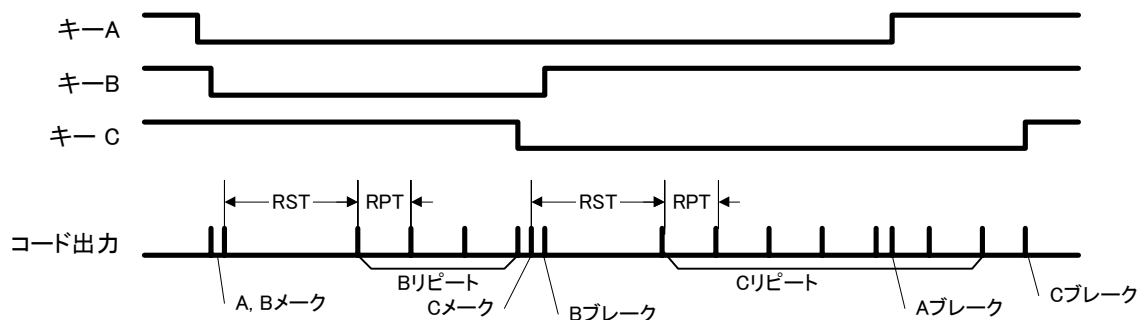 キーA
キーB
キー C
RST
RPT
RST
RPT
コード出力
Bリピート
Cリピート
A, Bメーク
Cメーク
Bブレーク
Aブレーク
Cブレーク